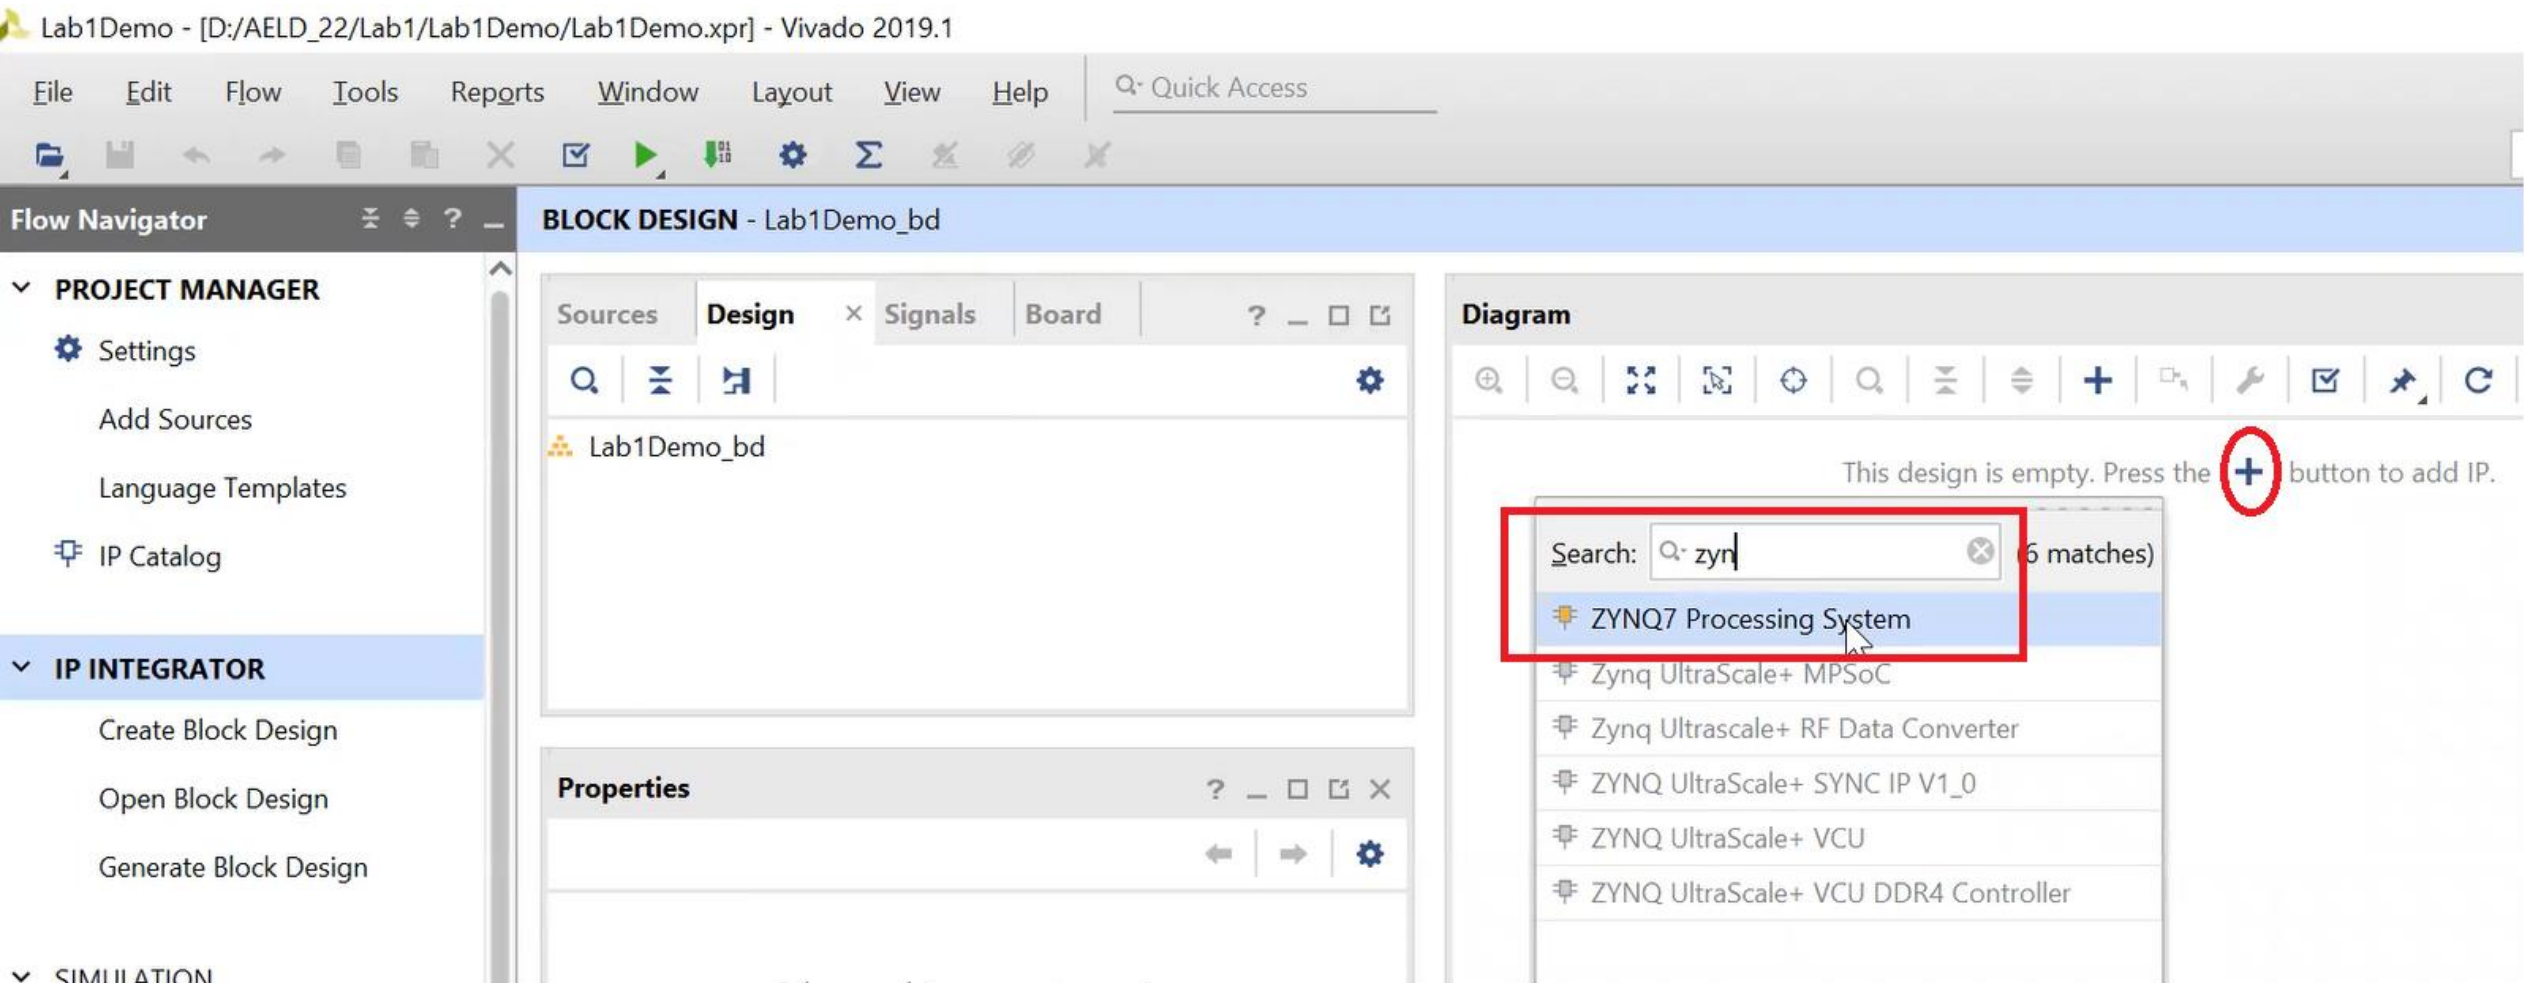 Lab1Demo - [D:/AELD_22/Lab1/Lab1Demo/Lab1Demo.xpr] - Vivado 2019.1
File Edit Flow Tools Reports Window Layout View Help Quick Access
Flow Navigator ?
PROJECT MANAGER
Settings
Add Sources
Language Templates
IP Catalog
IP INTEGRATOR
Create Block Design
Open Block Design
Generate Block Design
SIMULATION
BLOCK DESIGN - Lab1Demo_bd
Sources Design Signals Board ?
Lab1Demo_bd
Properties ?
Diagram
This design is empty. Press the + button to add IP.
Search: zyn (6 matches)
ZYNQ7 Processing System
Zynq UltraScale+ MPSoC
Zynq Ultrascale+ RF Data Converter
ZYNQ UltraScale+ SYNC IP V1_0
ZYNQ UltraScale+ VCU
ZYNQ UltraScale+ VCU DDR4 Controller